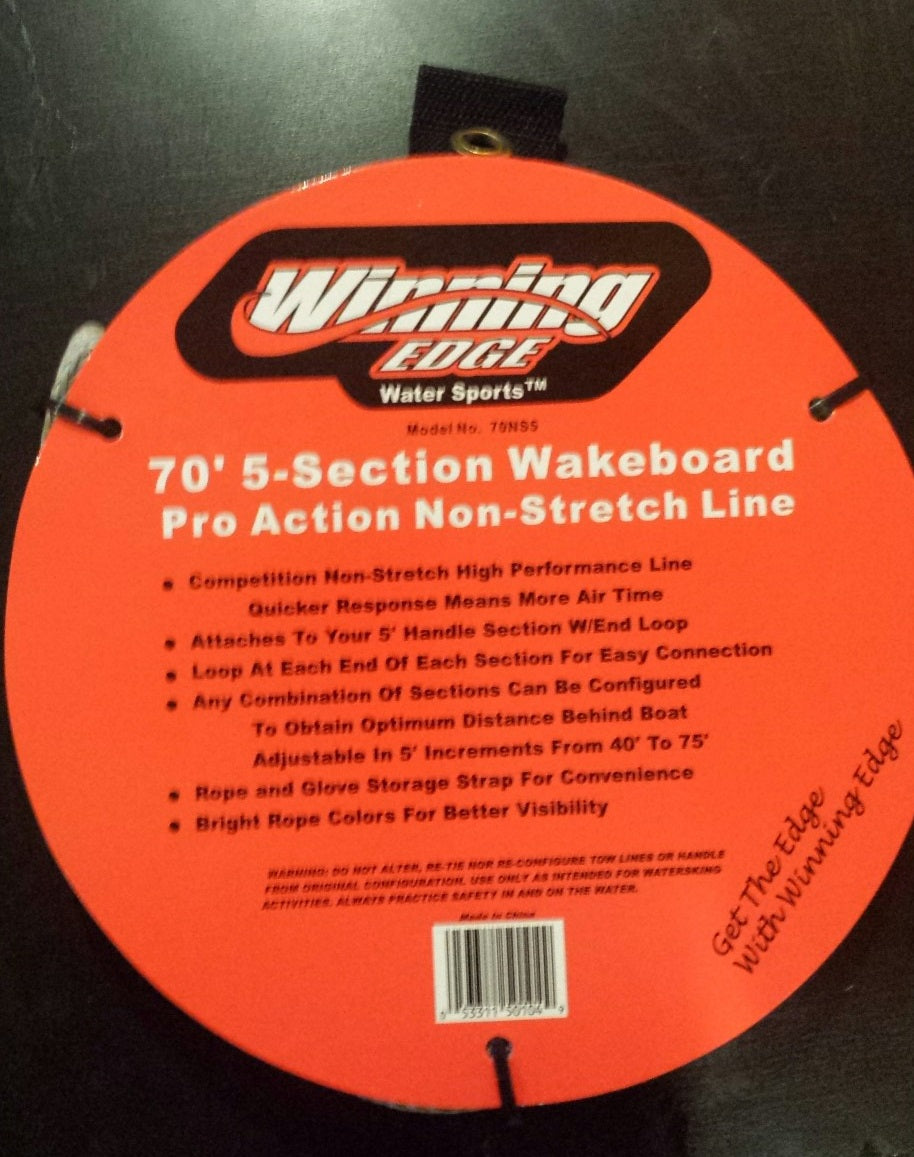 Winning
EDGE
Water Sports™
Model No. 70NSS
70' 5-Section Wakeboard
Pro Action Non-Stretch Line
• Competition Non-Stretch High Performance Line
Quicker Response Means More Air Time
• Attaches To Your 5' Handle Section W/End Loop
• Loop At Each End Of Each Section For Easy Connection
• Any Combination Of Sections Can Be Configured
To Obtain Optimum Distance Behind Boat
Adjustable In 5' Increments From 40' To 75'
• Rope and Glove Storage Strap For Convenience
• Bright Rope Colors For Better Visibility
Get The Edge
With Winning Edge
WARNING: DO NOT ALTER, RE-TIE NOR RE-CONFIGURE TOW LINES OR HANDLE
FROM ORIGINAL CONFIGURATION. USE ONLY AS INTENDED FOR WATERSKING
ACTIVITIES. ALWAYS PRACTICE SAFETY IN AND ON THE WATER.
Made In China
9 53311 50104 9